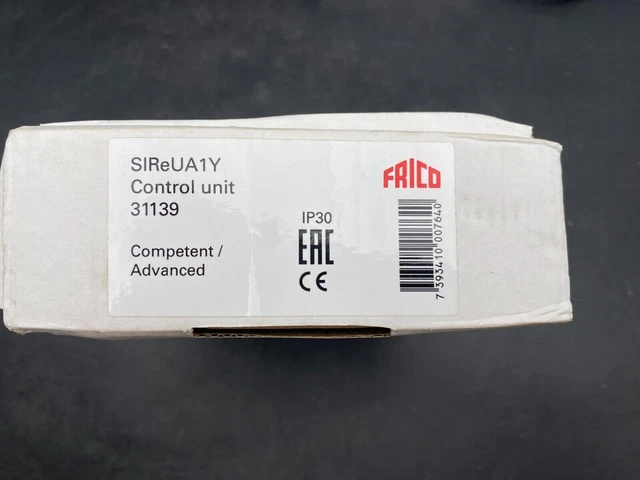 SIReUA1Y
Control unit
31139
Competent /
Advanced
IP30
EAC
CE
FRICO
7 393410 007640